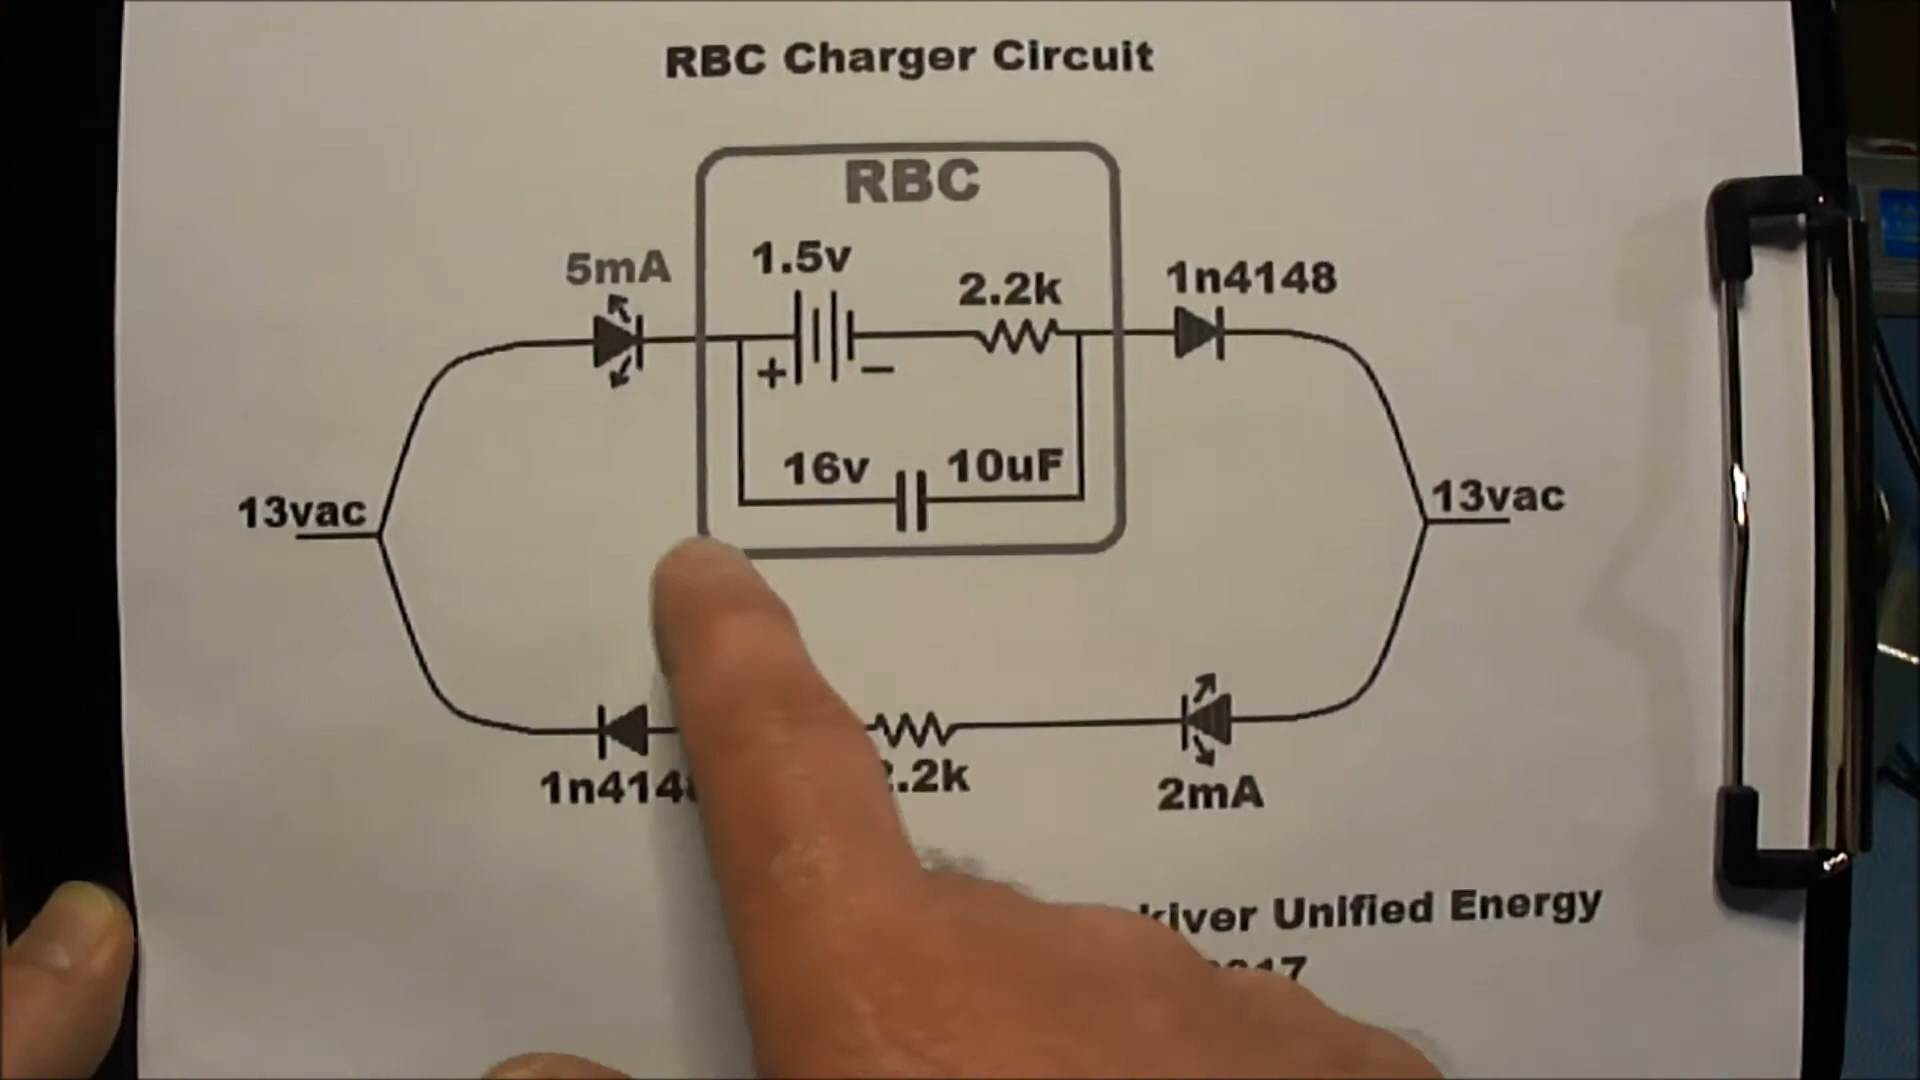 RBC Charger Circuit
RBC
5mA
1.5v
2.2k
1n4148
+
−
16v
10uF
13vac
13vac
2mA
Unified Energy